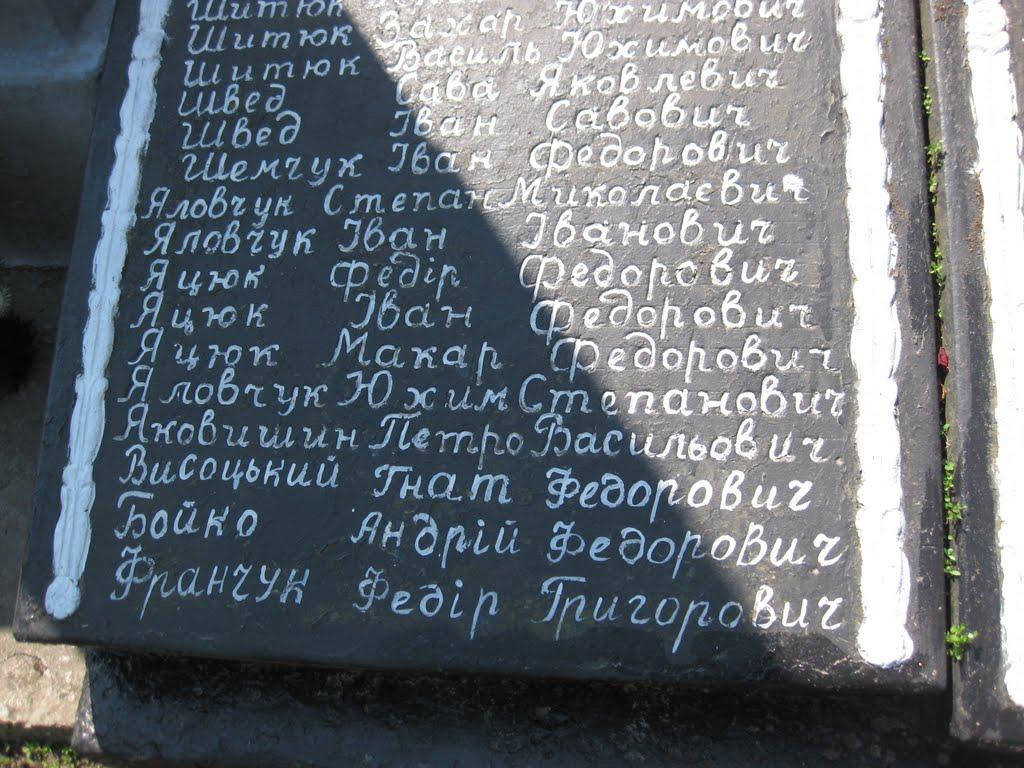 Шитюк Захар Юхимович
Шитюк Василь Юхимович
Шитюк Сава Яковлевич
Швед Іван Савович
Швед Іван Федорович
Шемчук Степан Миколаєвич
Яловчук Іван Іванович
Яловчук Федір Федорович
Яцюк Іван Федорович
Яцюк Макар Федорович
Яцюк Юхим Степанович
Яловчук Петро Васильович
Яковишин Гнат Федорович
Висоцький Андрій Федорович
Бойко Федір Григорович
Франчук